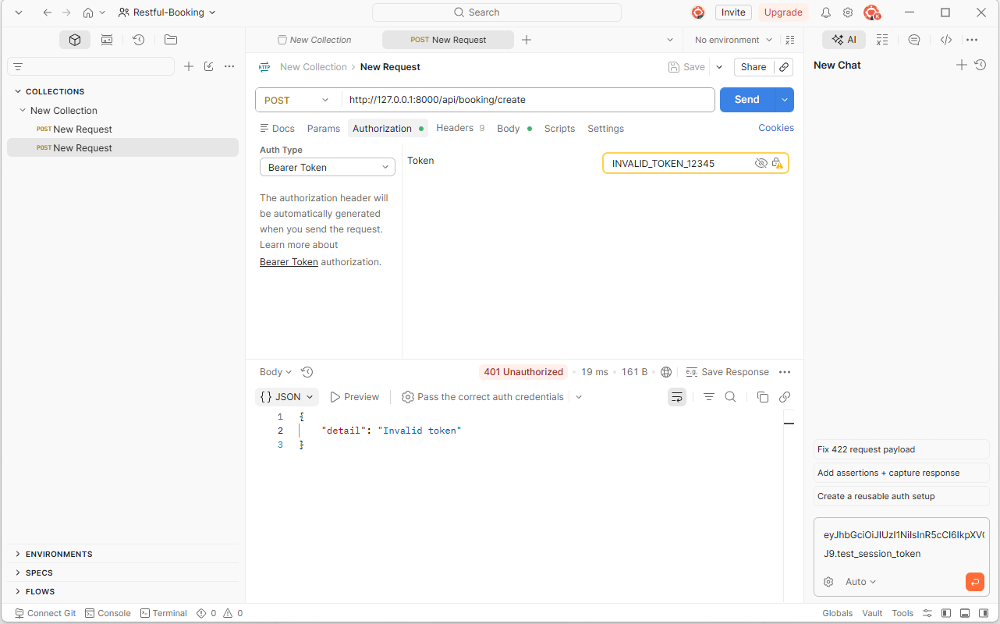 Restful-Booking
Search
Invite
Upgrade
New Collection
POST New Request
No environment
AI
New Collection › New Request
Save
Share
New Chat
COLLECTIONS
New Collection
POST New Request
POST New Request
POST
http://127.0.0.1:8000/api/booking/create
Send
Docs
Params
Authorization
Headers 9
Body
Scripts
Settings
Cookies
Auth Type
Bearer Token
The authorization header will
be automatically generated
when you send the request.
Learn more about
Bearer Token authorization.
Token
INVALID_TOKEN_12345
Body
401 Unauthorized
19 ms
161 B
e.g. Save Response
{} JSON
Preview
Pass the correct auth credentials
1 {
2 "detail": "Invalid token"
3 }
Fix 422 request payload
Add assertions + capture response
Create a reusable auth setup
J9.test_session_token
Auto
ENVIRONMENTS
SPECS
FLOWS
Connect Git
Console
Terminal
0
0
Globals
Vault
Tools